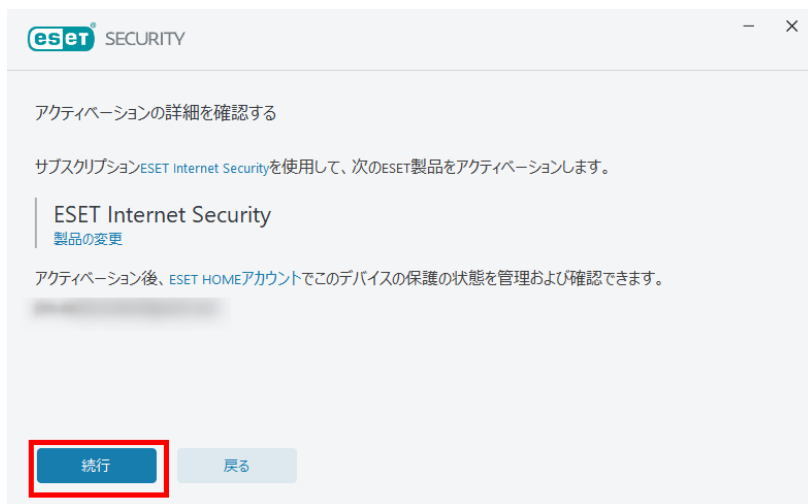 eset SECURITY
アクティベーションの詳細を確認する
サブスクリプションESET Internet Securityを使用して、次のESET製品をアクティベーションします。
ESET Internet Security
製品の変更
アクティベーション後、ESET HOMEアカウントでこのデバイスの保護の状態を管理および確認できます。
続行 戻る